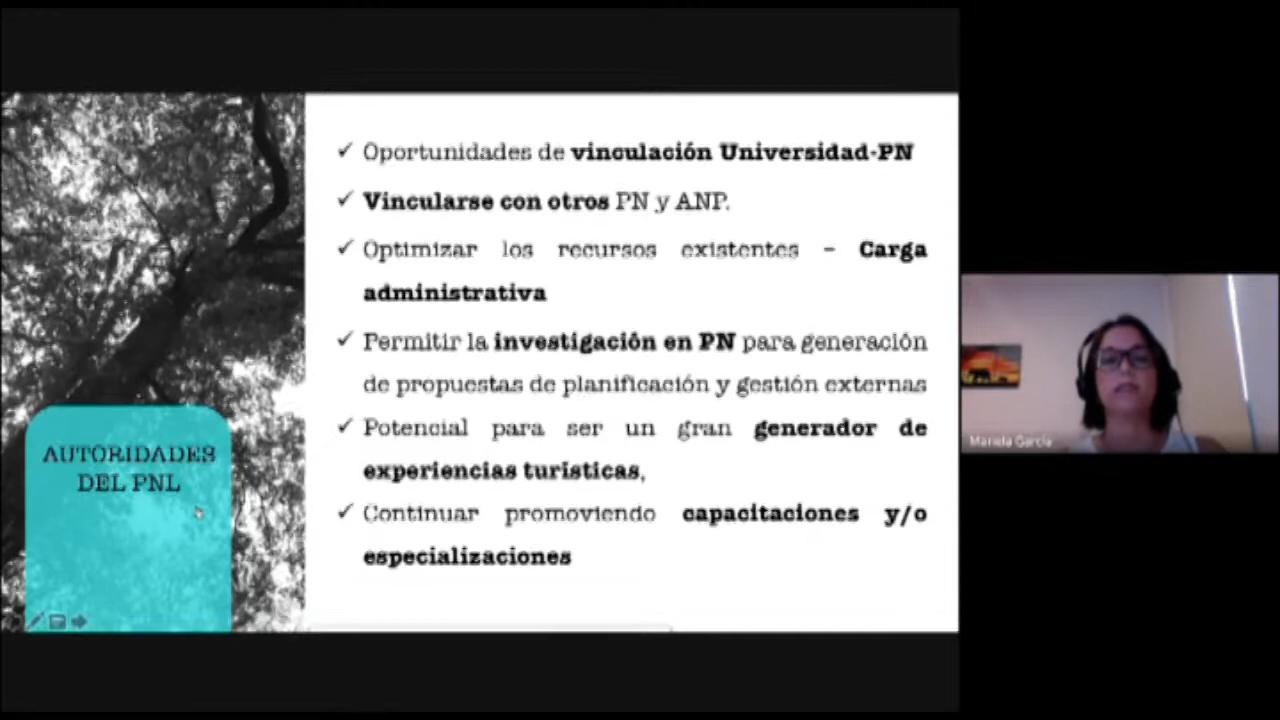 Oportunidades de vinculación Universidad-PN
Vincularse con otros PN y ANP.
Optimizar los recursos existentes – Carga
administrativa
Permitir la investigación en PN para generación
de propuestas de planificación y gestión externas
Potencial para ser un gran generador de
experiencias turísticas,
Continuar promoviendo capacitaciones y/o
especializaciones
AUTORIDADES
DEL PNL
Mariela García